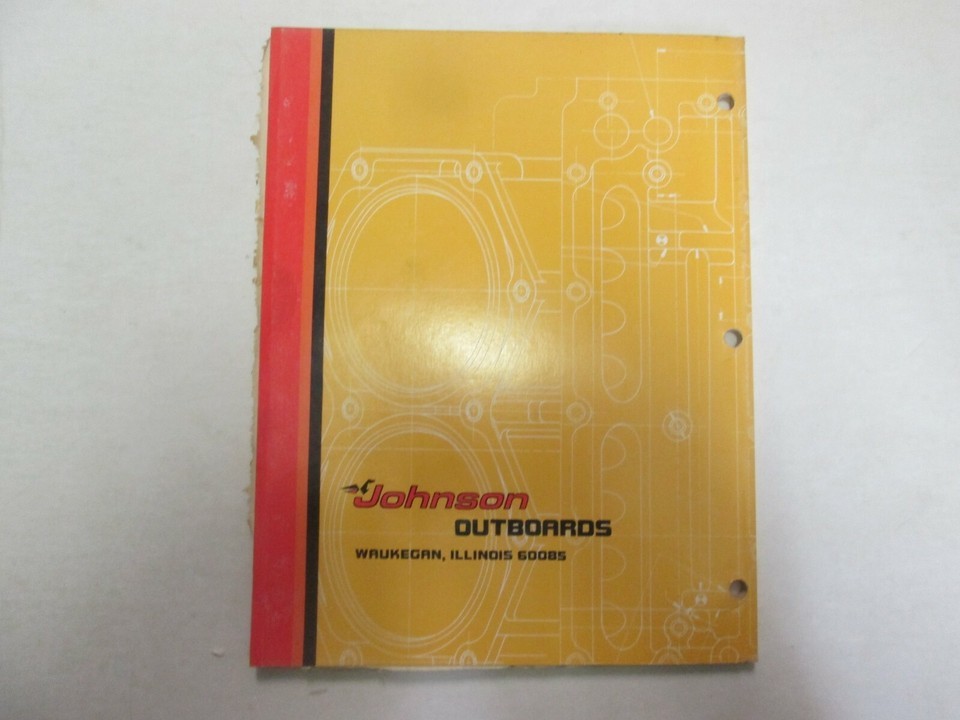 Johnson
OUTBOARDS
WAUKEGAN, ILLINOIS 60085